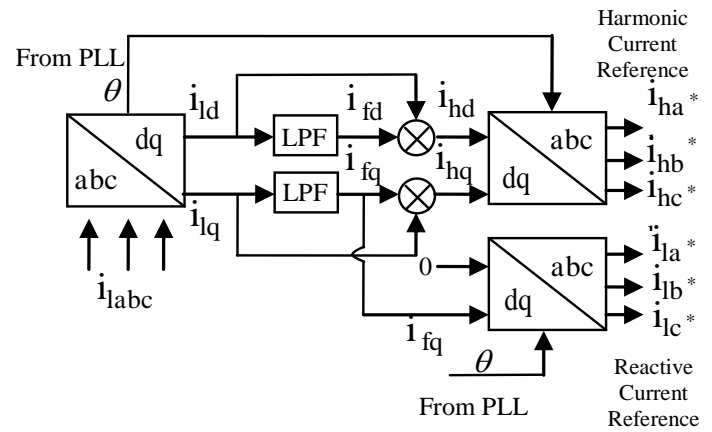 Harmonic
Current
Reference
From PLL
θ
i_ld
i_fd
i_hd
i_ha*
dq
abc
LPF
abc
dq
i_hb*
i_fq
i_hq
i_hc*
LPF
i_lq
i_la*
abc
dq
0
i_lb*
i_labc
i_lc*
i_fq
θ
From PLL
Reactive
Current
Reference